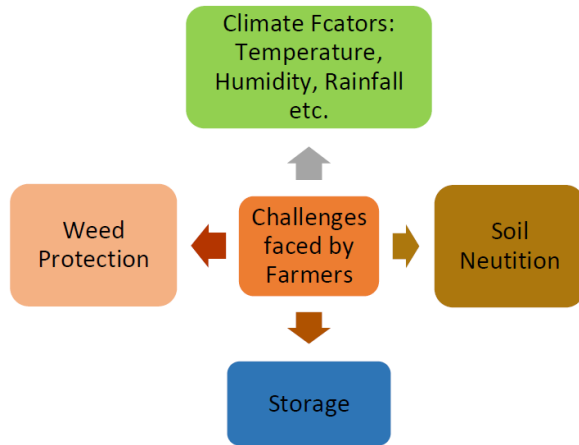 Climate Fcators:
Temperature,
Humidity, Rainfall
etc.
Weed
Protection
Challenges
faced by
Farmers
Soil
Neutition
Storage